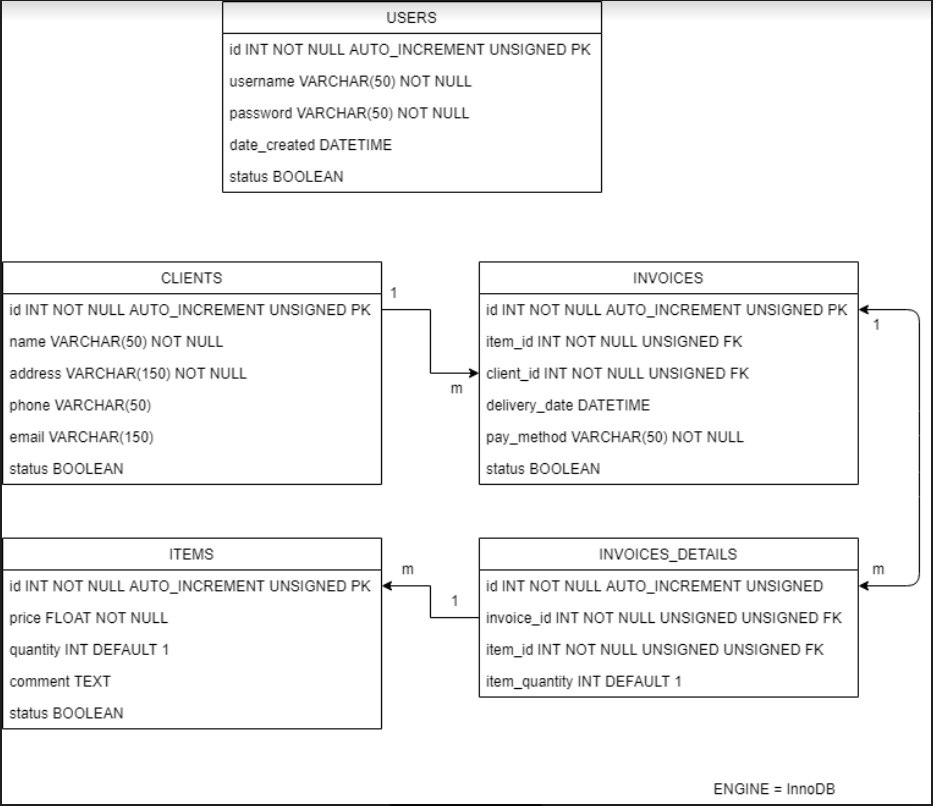 USERS
id INT NOT NULL AUTO_INCREMENT UNSIGNED PK
username VARCHAR(50) NOT NULL
password VARCHAR(50) NOT NULL
date_created DATETIME
status BOOLEAN
CLIENTS
id INT NOT NULL AUTO_INCREMENT UNSIGNED PK
name VARCHAR(50) NOT NULL
address VARCHAR(150) NOT NULL
phone VARCHAR(50)
email VARCHAR(150)
status BOOLEAN
1
m
INVOICES
id INT NOT NULL AUTO_INCREMENT UNSIGNED PK
item_id INT NOT NULL UNSIGNED FK
client_id INT NOT NULL UNSIGNED FK
delivery_date DATETIME
pay_method VARCHAR(50) NOT NULL
status BOOLEAN
1
m
ITEMS
id INT NOT NULL AUTO_INCREMENT UNSIGNED PK
price FLOAT NOT NULL
quantity INT DEFAULT 1
comment TEXT
status BOOLEAN
m
1
INVOICES_DETAILS
id INT NOT NULL AUTO_INCREMENT UNSIGNED
invoice_id INT NOT NULL UNSIGNED UNSIGNED FK
item_id INT NOT NULL UNSIGNED UNSIGNED FK
item_quantity INT DEFAULT 1
ENGINE = InnoDB